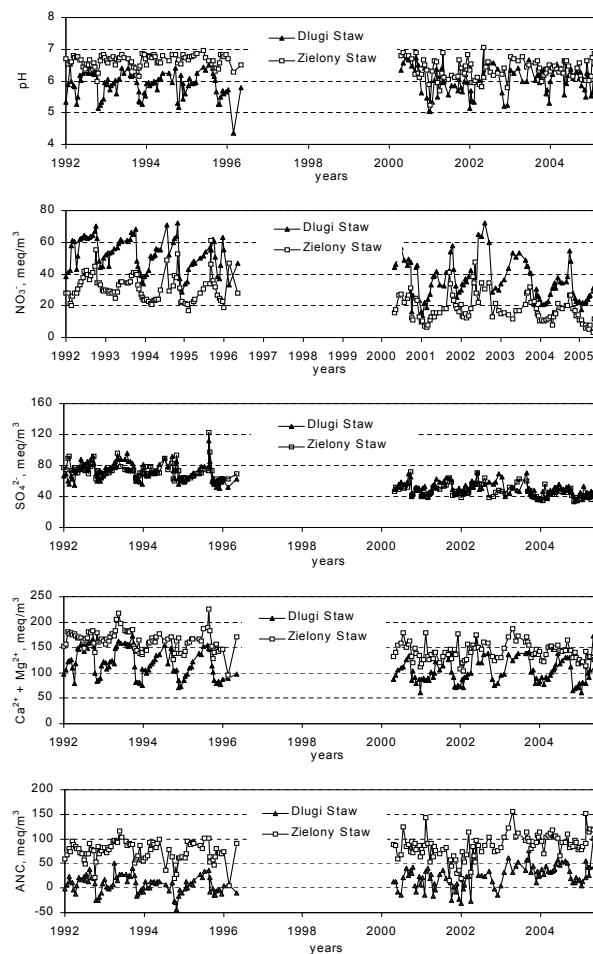 8
7
6
5
4
pH
Dlugi Staw
Zielony Staw
1992 1994 1996 1998 2000 2002 2004
years
80
60
40
20
0
NO₃⁻, meq/m³
Dlugi Staw
Zielony Staw
1992 1993 1994 1995 1996 1997 1998 1999 2000 2001 2002 2003 2004 2005
years
160
120
80
40
0
SO₄²⁻, meq/m³
Dlugi Staw
Zielony Staw
1992 1994 1996 1998 2000 2002 2004
years
250
200
150
100
50
0
Ca²⁺ + Mg²⁺, meq/m³
Dlugi Staw
Zielony Staw
1992 1994 1996 1998 2000 2002 2004
years
200
150
100
50
0
-50
ANC, meq/m³
Dlugi Staw
Zielony Staw
1992 1994 1996 1998 2000 2002 2004
years